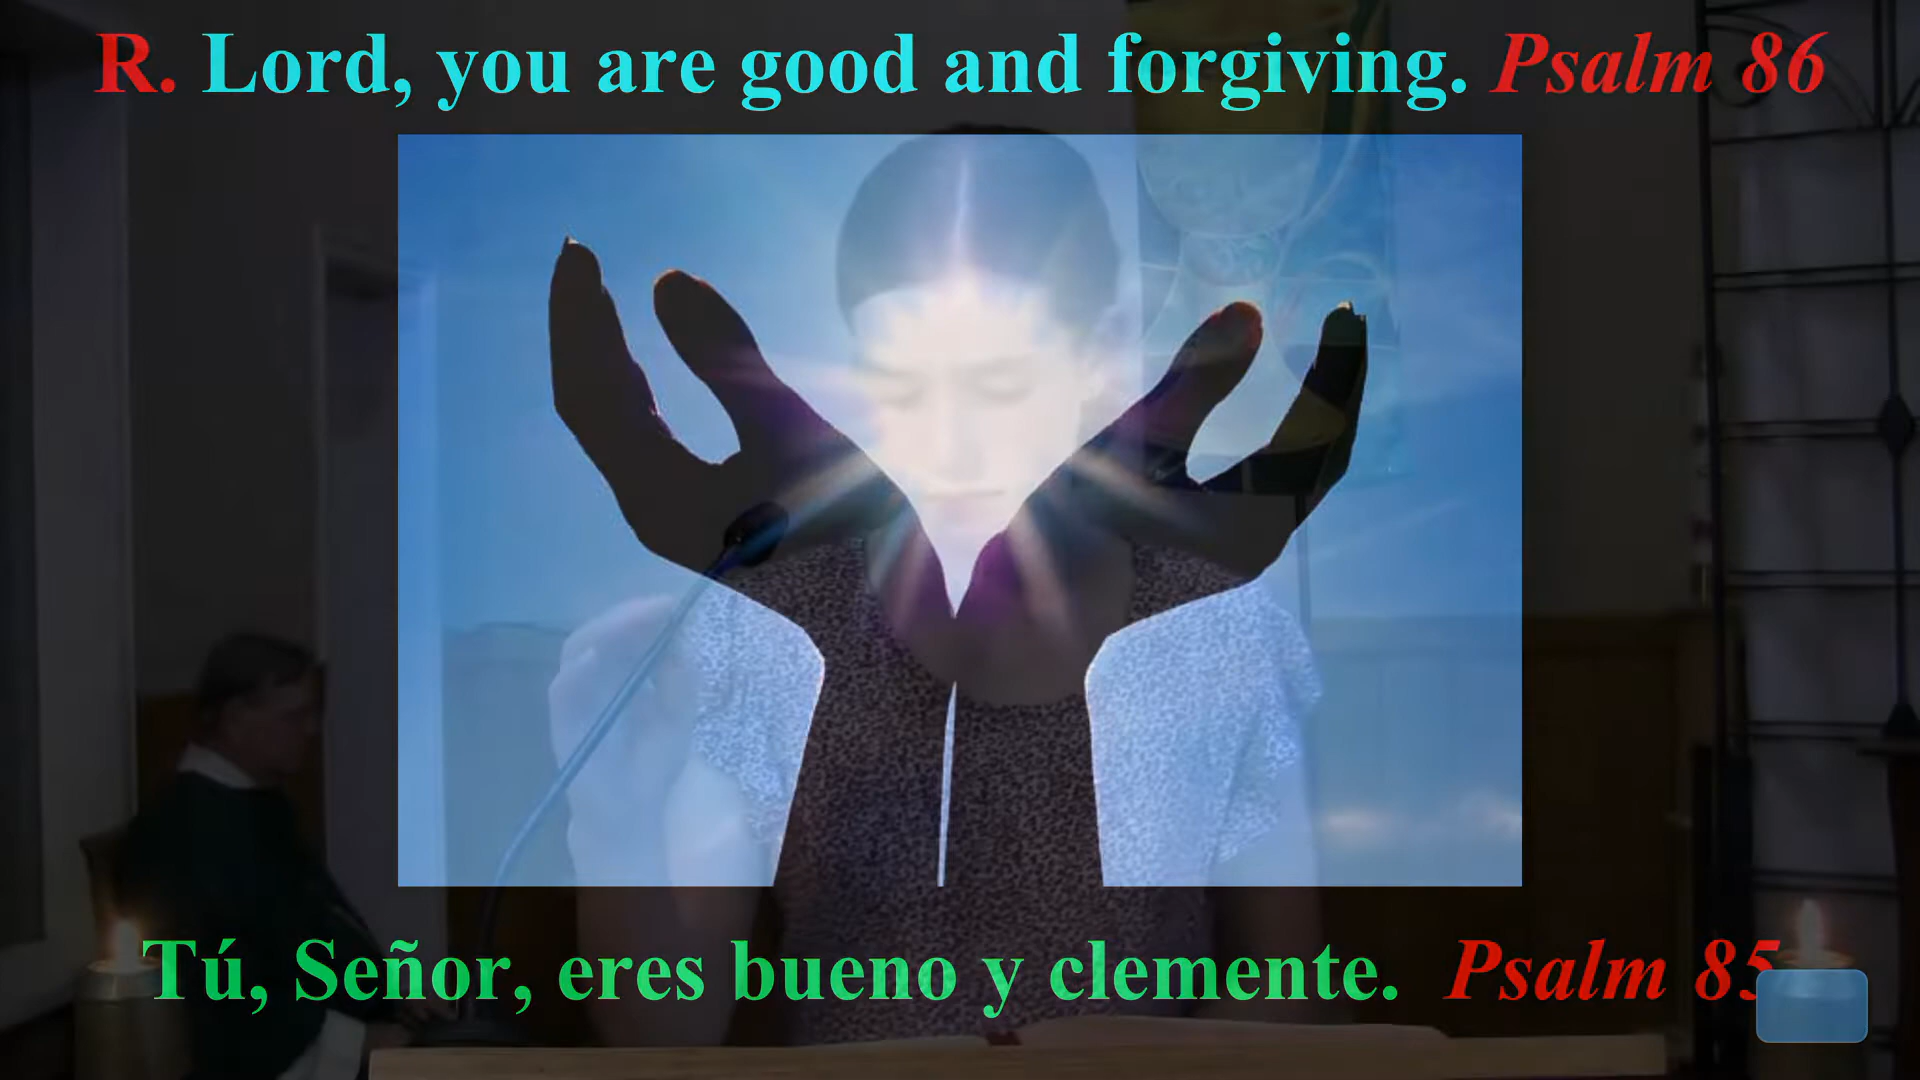 R. Lord, you are good and forgiving. Psalm 86
Tú, Señor, eres bueno y clemente. Psalm 85